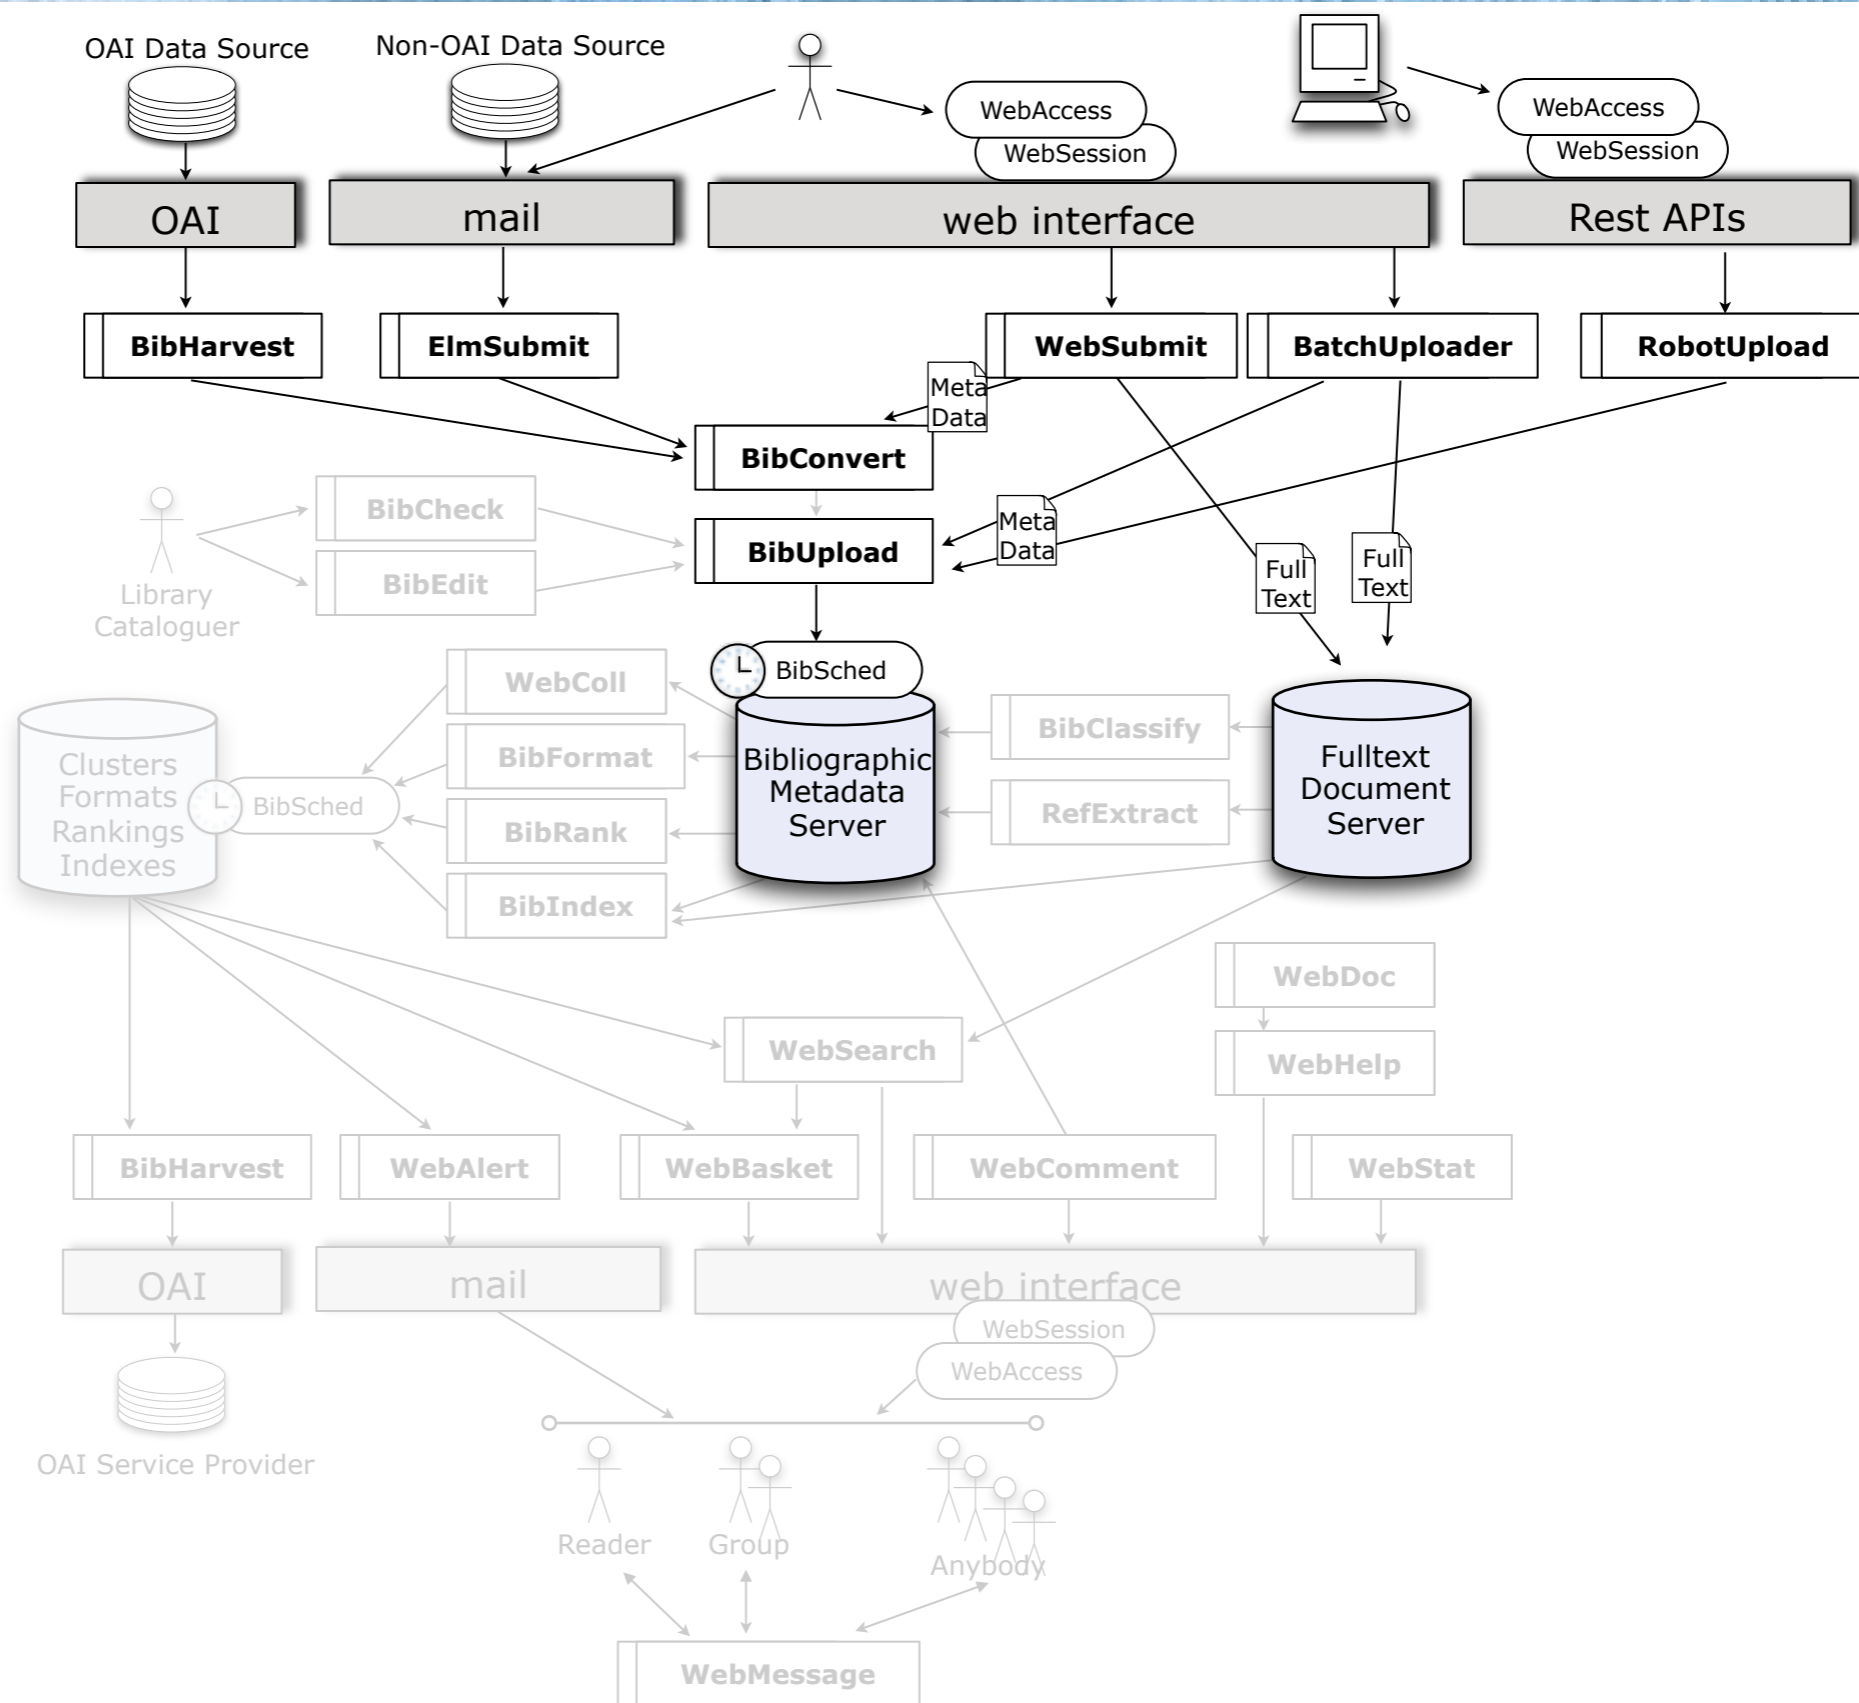 OAI Data Source
Non-OAI Data Source
WebAccess
WebSession
WebAccess
WebSession
OAI
mail
web interface
Rest APIs
BibHarvest
ElmSubmit
WebSubmit
BatchUploader
RobotUpload
Meta
Data
BibConvert
BibCheck
BibEdit
Library
Cataloguer
BibUpload
Meta
Data
Full
Text
Full
Text
BibSched
WebColl
BibFormat
BibRank
BibIndex
Clusters
Formats
Rankings
Indexes
BibSched
Bibliographic
Metadata
Server
BibClassify
RefExtract
Fulltext
Document
Server
WebDoc
WebHelp
WebSearch
BibHarvest
WebAlert
WebBasket
WebComment
WebStat
OAI
mail
web interface
WebSession
WebAccess
OAI Service Provider
Reader
Group
Anybody
WebMessage